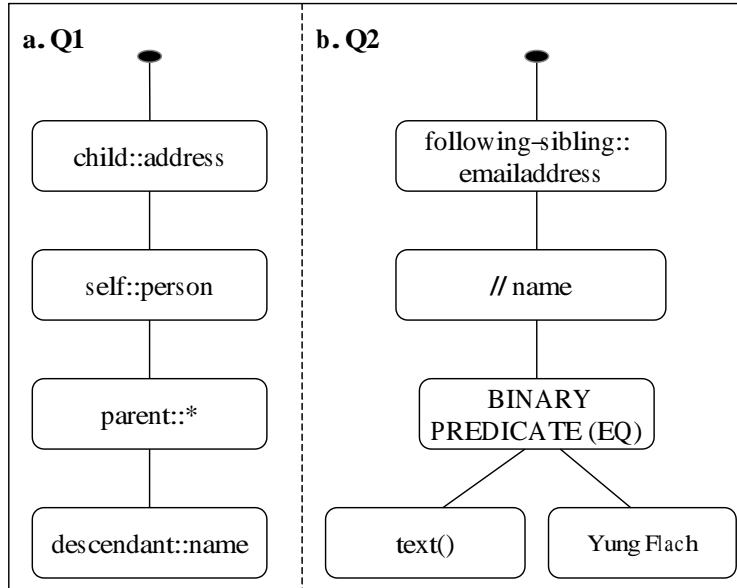 a. Q1
child::address
self::person
parent::*
descendant::name
b. Q2
following-sibling::
emailaddress
// name
BINARY
PREDICATE (EQ)
text()
Yung Flach